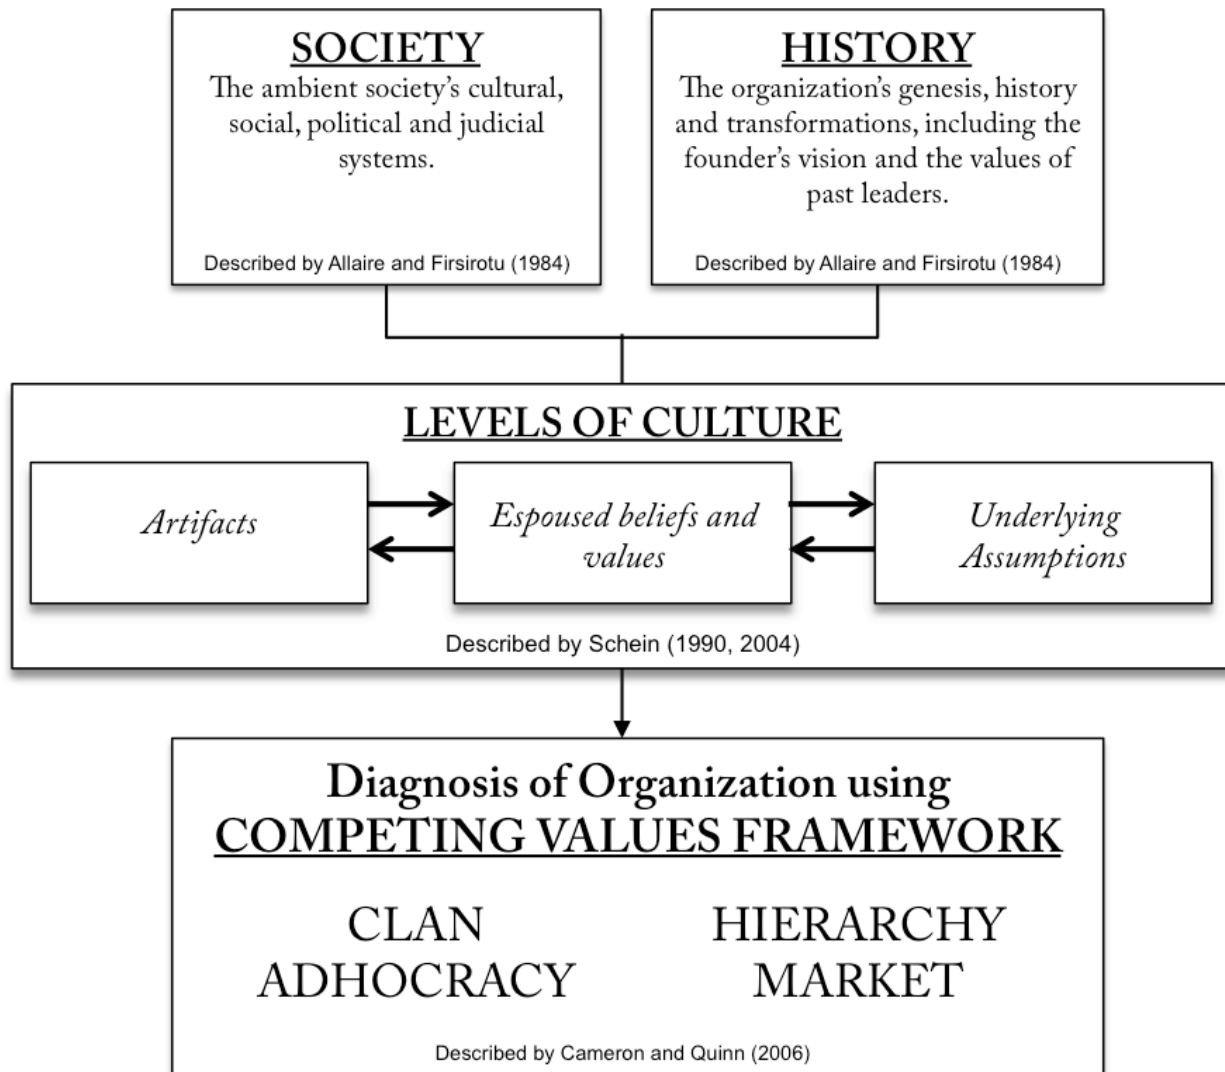 SOCIETY
The ambient society’s cultural,
social, political and judicial
systems.
Described by Allaire and Firsirotu (1984)
HISTORY
The organization’s genesis, history
and transformations, including the
founder’s vision and the values of
past leaders.
Described by Allaire and Firsirotu (1984)
LEVELS OF CULTURE
Artifacts
Espoused beliefs and
values
Underlying
Assumptions
Described by Schein (1990, 2004)
Diagnosis of Organization using
COMPETING VALUES FRAMEWORK
CLAN
ADHOCRACY
HIERARCHY
MARKET
Described by Cameron and Quinn (2006)